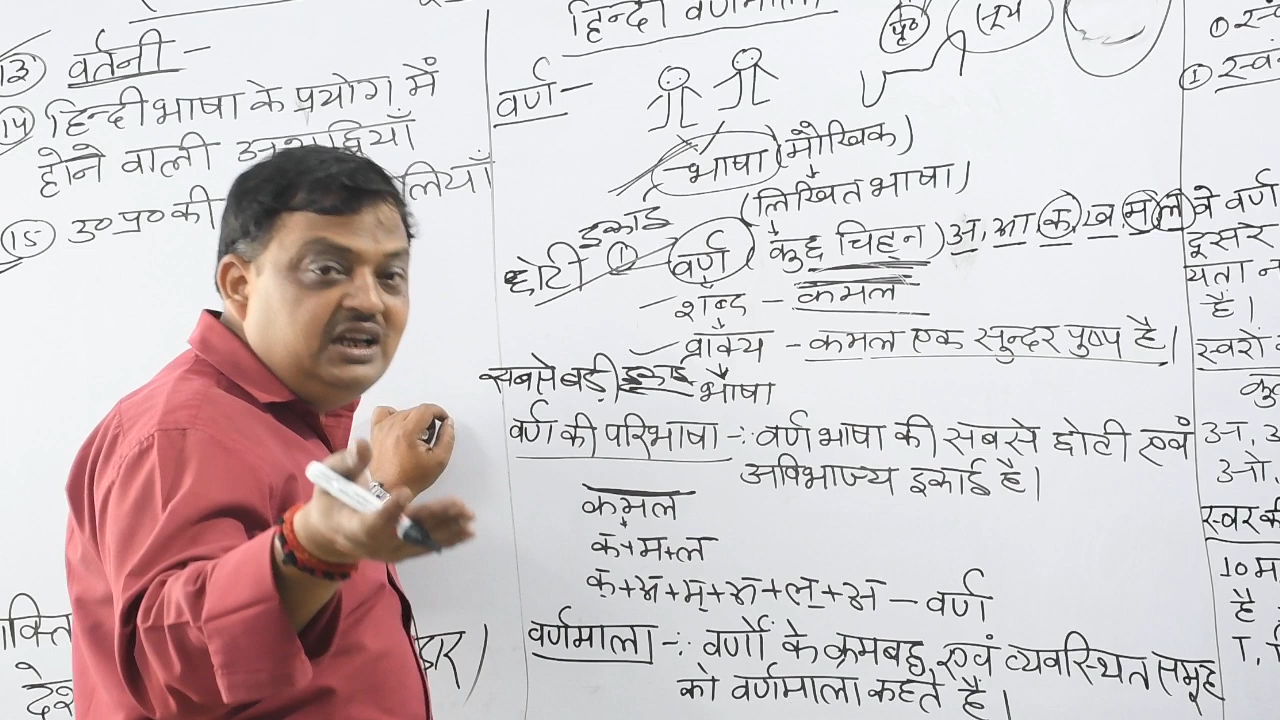 13 वर्तनी -
14 हिन्दी भाषा के प्रयोग में
होने वाली अशुद्धियाँ
15 उ०प्र० की
लियाँ
देश
हिन्दी वर्णमाला
वर्ण -
पृ०
सूर्य
भाषा (मौखिक)
(लिखित भाषा)
इकाई
छोटी ① वर्ण (कुछ चिह्न) अ, आ क, ख, म ल
शब्द - कमल
वाक्य - कमल एक सुन्दर पुष्प है।
सबसे बड़ी इकाई भाषा
वर्ण की परिभाषा -: वर्ण भाषा की सबसे छोटी एवं
अविभाज्य इकाई है।
कमल
क+म+ल
क्+अ+म्+अ+ल्+अ - वर्ण
वर्णमाला -: वर्णों के क्रमबद्ध एवं व्यवस्थित समूह
को वर्णमाला कहते हैं।
①
वे वर्ण
दूसरे
यता न
है।
स्वरों
अ,
ओ
स्वर की
10 म
है